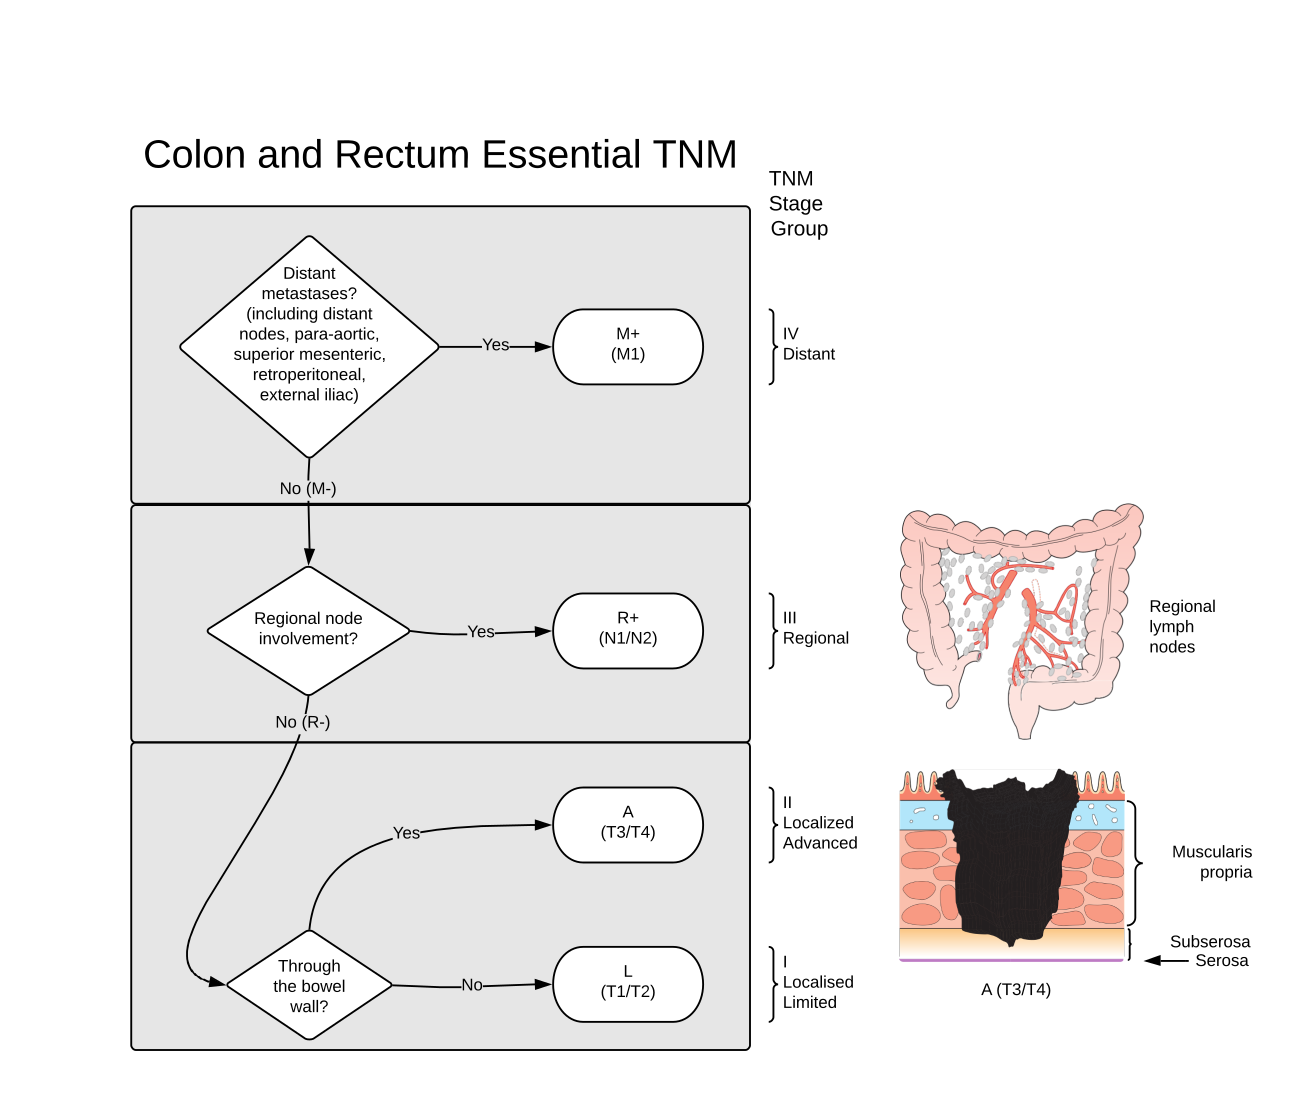 Colon and Rectum Essential TNM
TNM
Stage
Group
Distant
metastases?
(including distant
nodes, para-aortic,
superior mesenteric,
retroperitoneal,
external iliac)
Yes
M+
(M1)
IV
Distant
No (M-)
Regional node
involvement?
Yes
R+
(N1/N2)
III
Regional
Regional
lymph
nodes
No (R-)
A
(T3/T4)
II
Localized
Advanced
Yes
Muscularis
propria
Through
the bowel
wall?
No
L
(T1/T2)
I
Localised
Limited
Subserosa
Serosa
A (T3/T4)